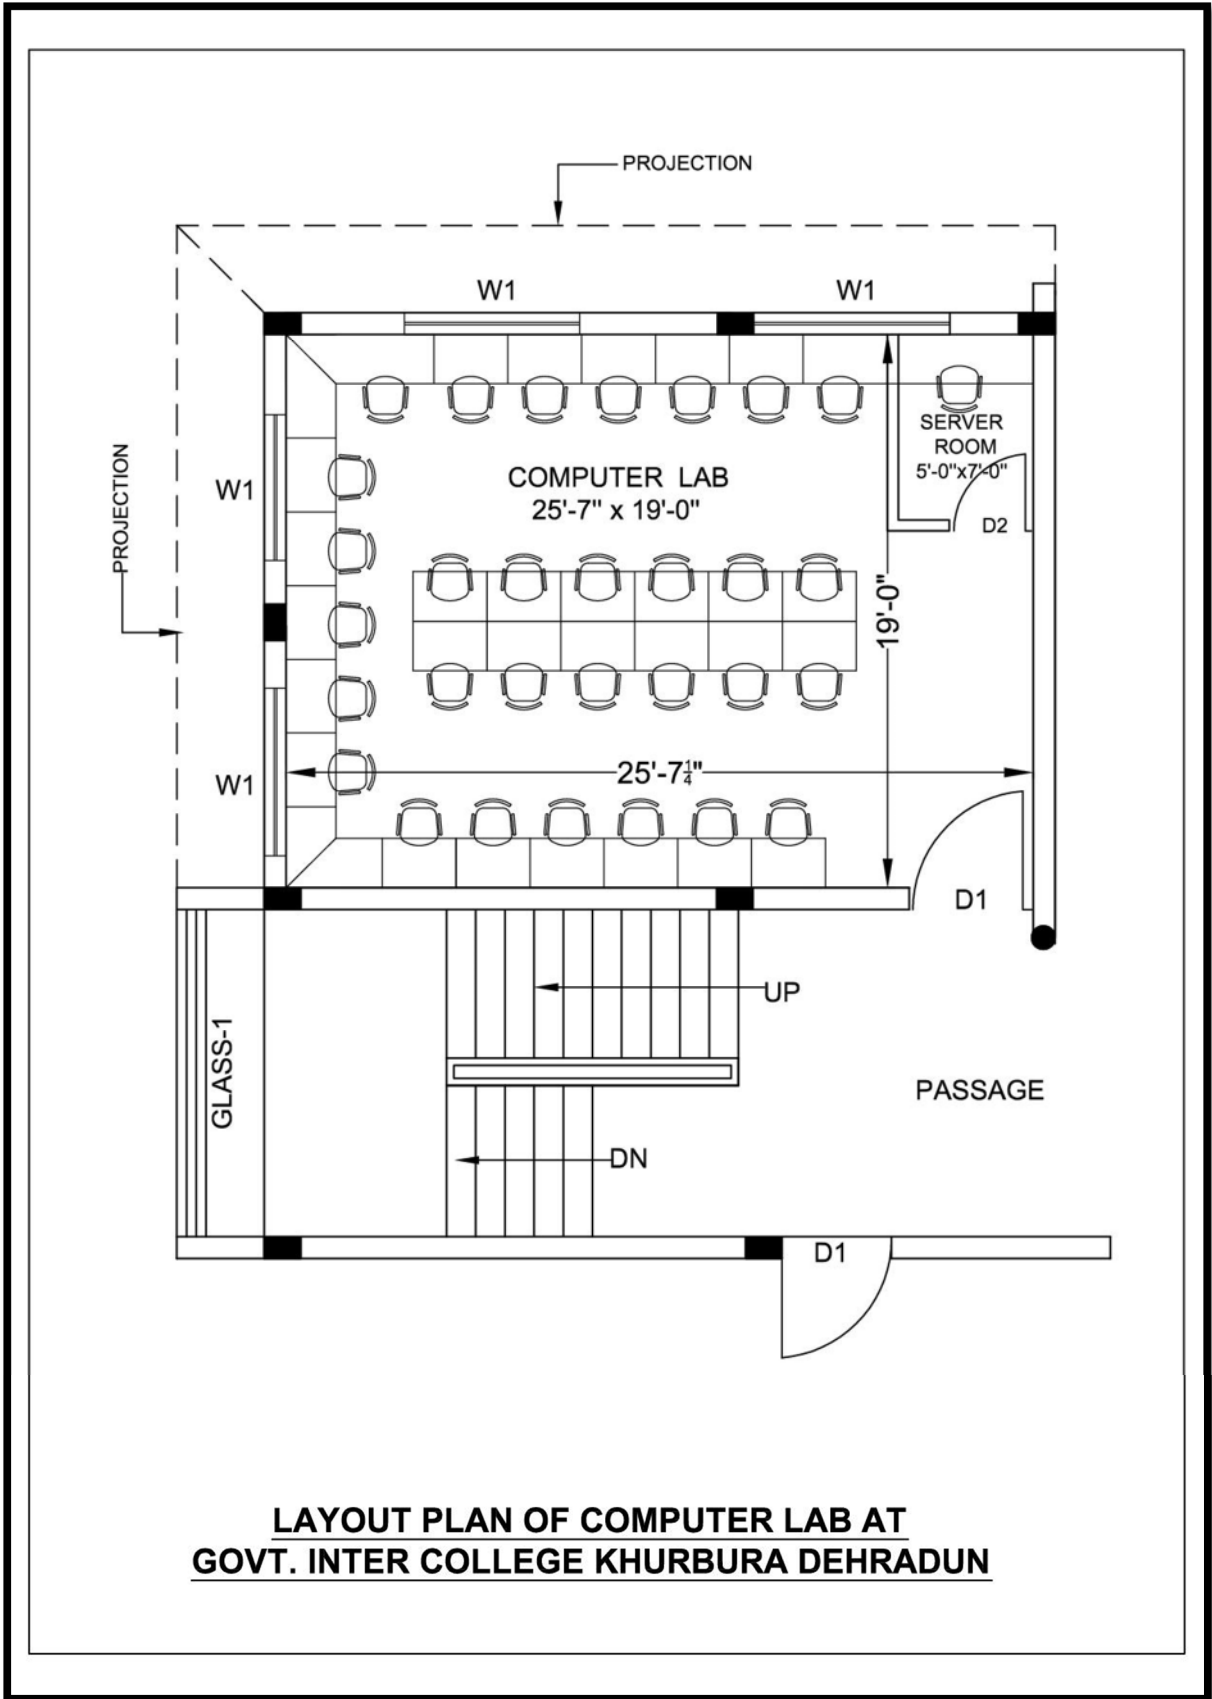 PROJECTION
W1
W1
SERVER
ROOM
5'-0"x7'-0"
D2
COMPUTER LAB
25'-7" x 19'-0"
PROJECTION
W1
19'-0"
25'-7¼"
W1
D1
UP
GLASS-1
PASSAGE
DN
D1
LAYOUT PLAN OF COMPUTER LAB AT
GOVT. INTER COLLEGE KHURBURA DEHRADUN